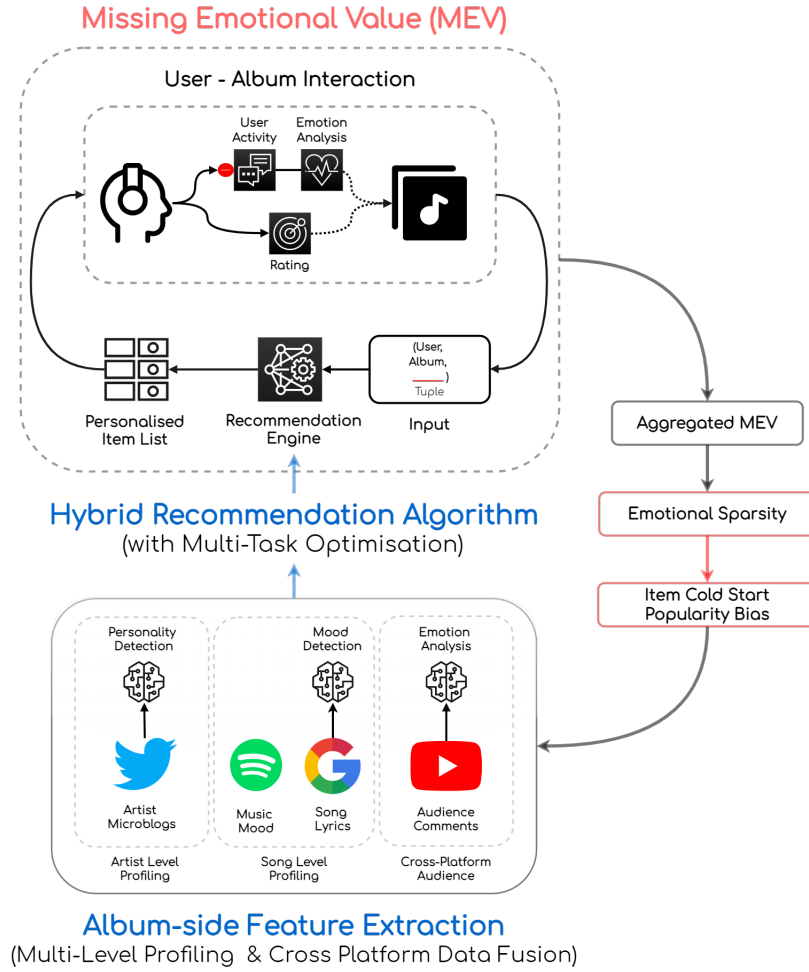 Missing Emotional Value (MEV)
User - Album Interaction
User
Activity
Emotion
Analysis
Rating
(User,
Album,
______)
Tuple
Personalised
Item List
Recommendation
Engine
Input
Aggregated MEV
Emotional Sparsity
Item Cold Start
Popularity Bias
Hybrid Recommendation Algorithm
(with Multi-Task Optimisation)
Personality
Detection
Mood
Detection
Emotion
Analysis
Artist
Microblogs
Music
Mood
Song
Lyrics
Audience
Comments
Artist Level
Profiling
Song Level
Profiling
Cross-Platform
Audience
Album-side Feature Extraction
(Multi-Level Profiling & Cross Platform Data Fusion)